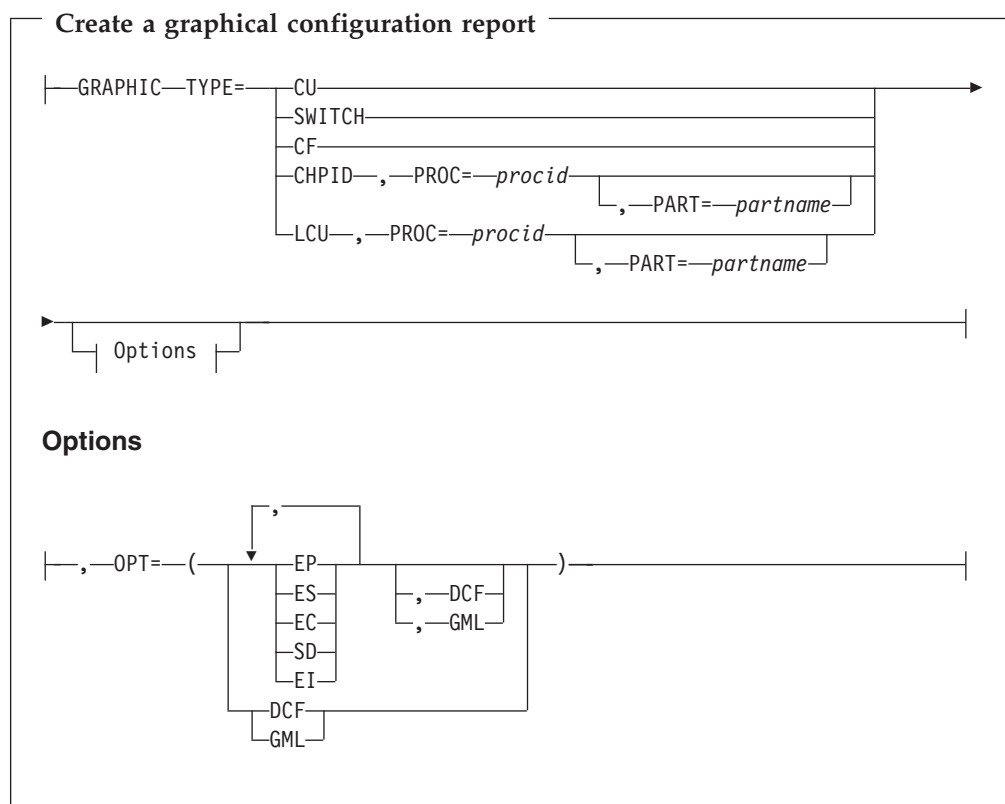 Create a graphical configuration report
GRAPHIC TYPE= CU
SWITCH
CF
CHPID , PROC= procid , PART= partname
LCU , PROC= procid , PART= partname
Options
Options
, OPT= ( , EP , DCF )
ES , GML
EC
SD
EI
DCF
GML